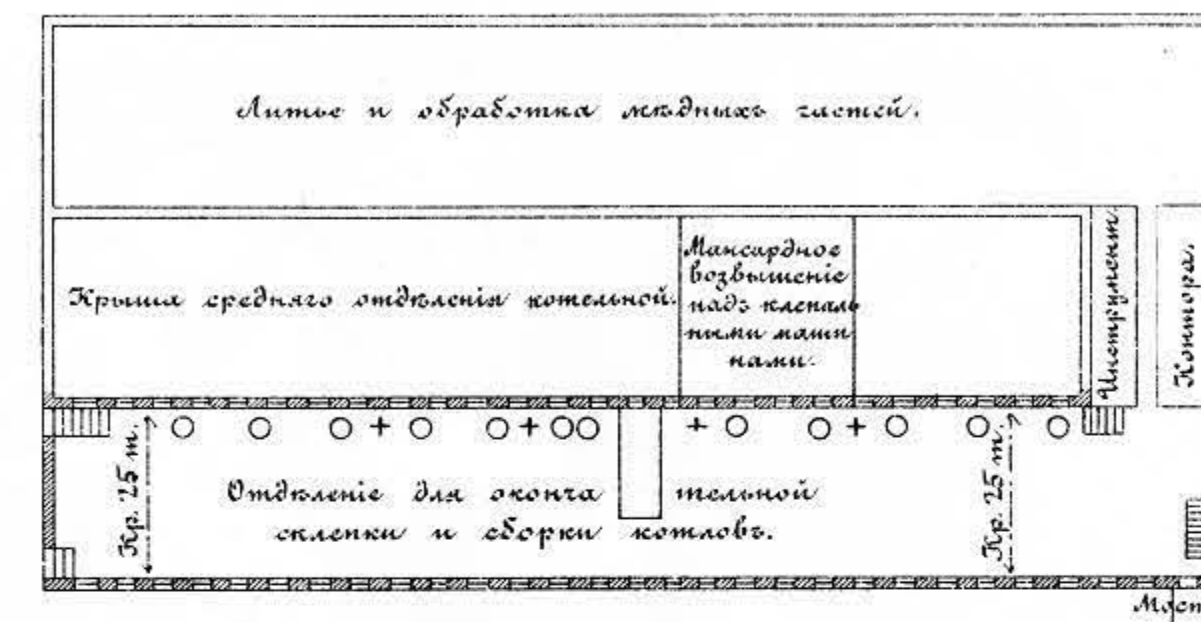 Литье и обработка мѣдныхъ частей.
Крыша средняго отдѣленія котельной.
Мансардное
возвышеніе
надъ клепаль
ными маши
нами.
Инструмент.
Контора.
Кр. 25 т.
Отдѣленіе для оконча тельной
склепки и сборки котловъ.
Кр. 25 т.
Мост